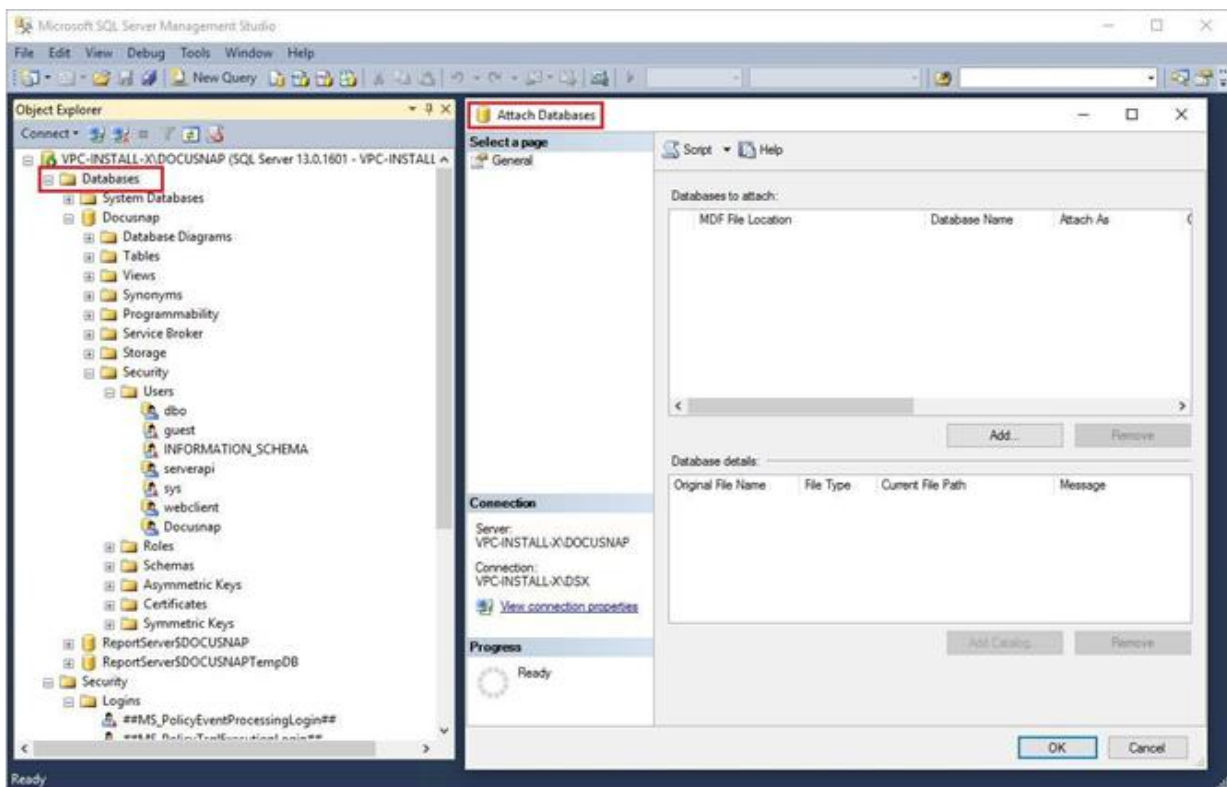 Microsoft SQL Server Management Studio
File Edit View Debug Tools Window Help
New Query
Object Explorer
Connect
VPC-INSTALL-X\DOCUSNAP (SQL Server 13.0.1601 - VPC-INSTALL
Databases
System Databases
Docusnap
Database Diagrams
Tables
Views
Synonyms
Programmability
Service Broker
Storage
Security
Users
dbo
guest
INFORMATION_SCHEMA
serverapi
sys
webclient
Docusnap
Roles
Schemas
Asymmetric Keys
Certificates
Symmetric Keys
ReportServer$DOCUSNAP
ReportServer$DOCUSNAPTempDB
Security
Logins
##MS_PolicyEventProcessingLogin##
Ready
Attach Databases
Select a page
General
Connection
Server:
VPC-INSTALL-X\DOCUSNAP
Connection:
VPC-INSTALL-X\DSX
View connection properties
Progress
Ready
Script Help
Databases to attach:
MDF File Location Database Name Attach As
Add... Remove
Database details:
Original File Name File Type Current File Path Message
Add Catalog... Remove
OK Cancel